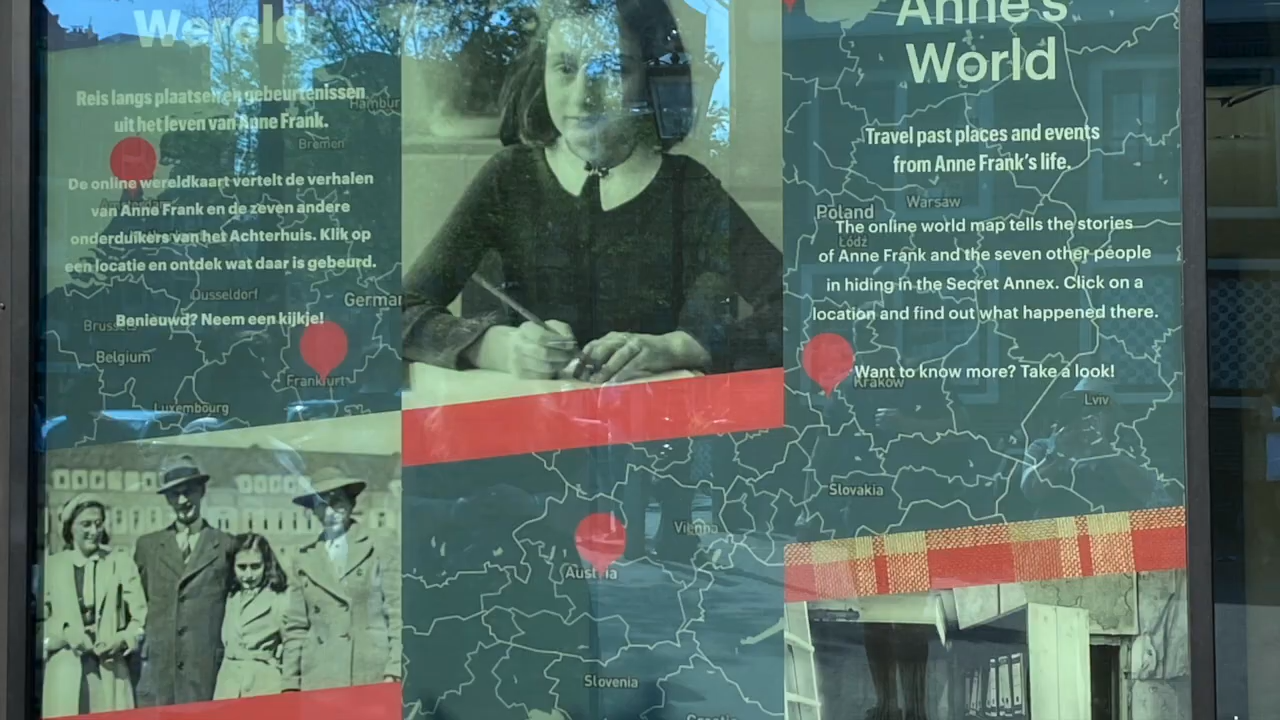 Wereld
Reis langs plaatsen en gebeurtenissen
uit het leven van Anne Frank.
De online wereldkaart vertelt de verhalen
van Anne Frank en de zeven andere
onderduikers van het Achterhuis. Klik op
een locatie en ontdek wat daar is gebeurd.
Benieuwd? Neem een kijkje!
Hambur
Bremen
Dusseldorf
German
Belgium
Frankfurt
Luxembourg
Anne's
World
Travel past places and events
from Anne Frank's life.
Poland
Warsaw
Łódź
The online world map tells the stories
of Anne Frank and the seven other people
in hiding in the Secret Annex. Click on a
location and find out what happened there.
Want to know more? Take a look!
Kraków
Lviv
Slovakia
Vienna
Austria
Slovenia